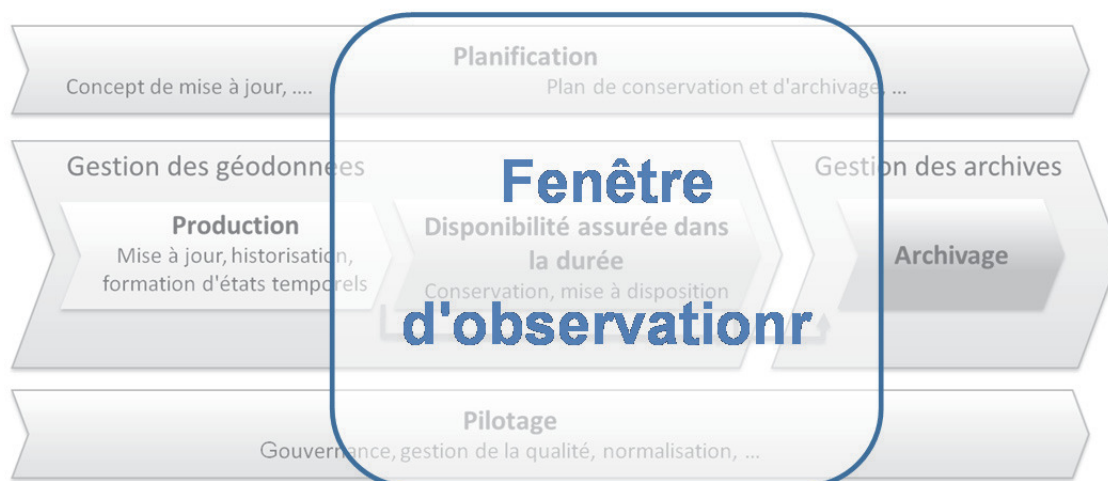 Planification
Concept de mise à jour, .... Plan de conservation et d'archivage, ...
Gestion des géodonnées
Gestion des archives
Fenêtre
d'observationr
Production
Mise à jour, historisation,
formation d'états temporels
Disponibilité assurée dans
la durée
Conservation, mise à disposition
Archivage
Pilotage
Gouvernance, gestion de la qualité, normalisation, ...